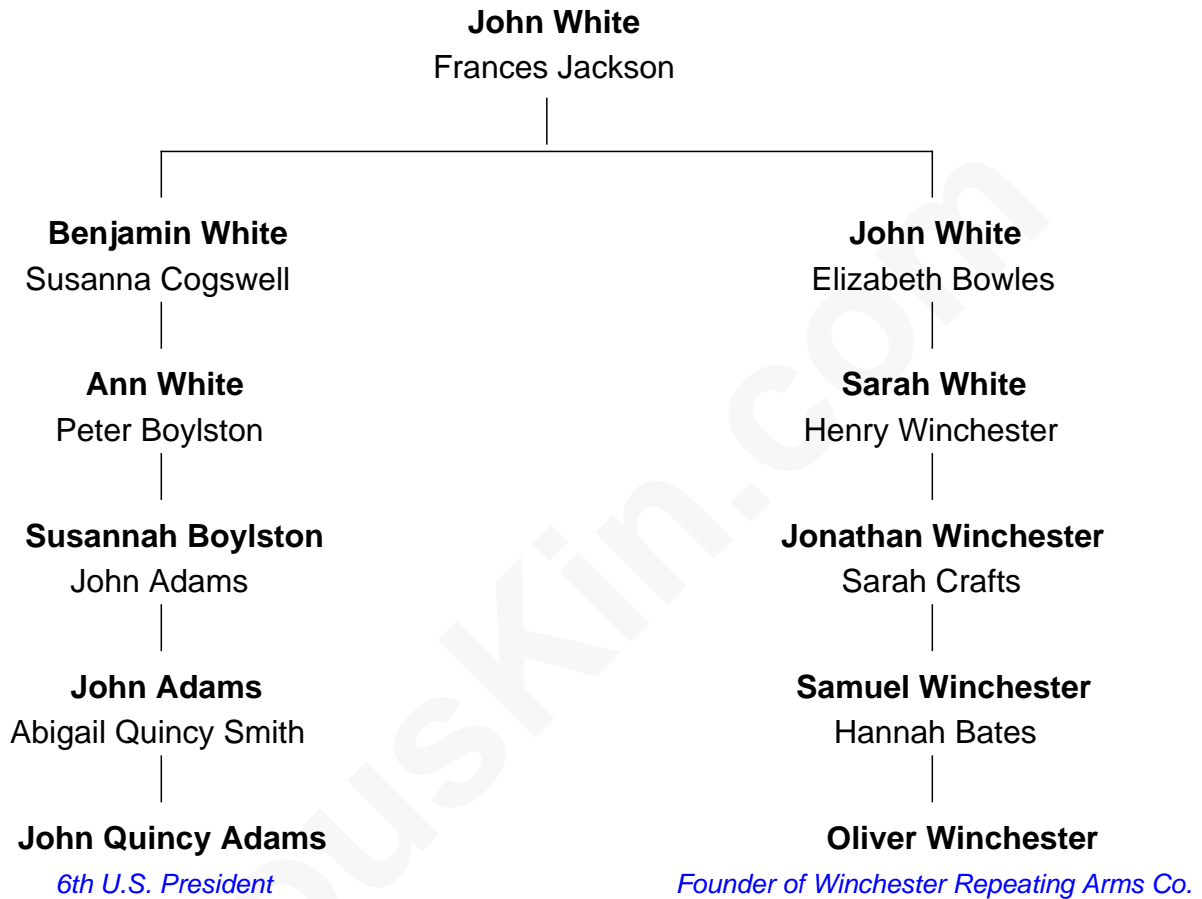 John White
Frances Jackson
Benjamin White
Susanna Cogswell
Ann White
Peter Boylston
Susannah Boylston
John Adams
John Adams
Abigail Quincy Smith
John Quincy Adams
6th U.S. President
John White
Elizabeth Bowles
Sarah White
Henry Winchester
Jonathan Winchester
Sarah Crafts
Samuel Winchester
Hannah Bates
Oliver Winchester
Founder of Winchester Repeating Arms Co.
ousKin.com